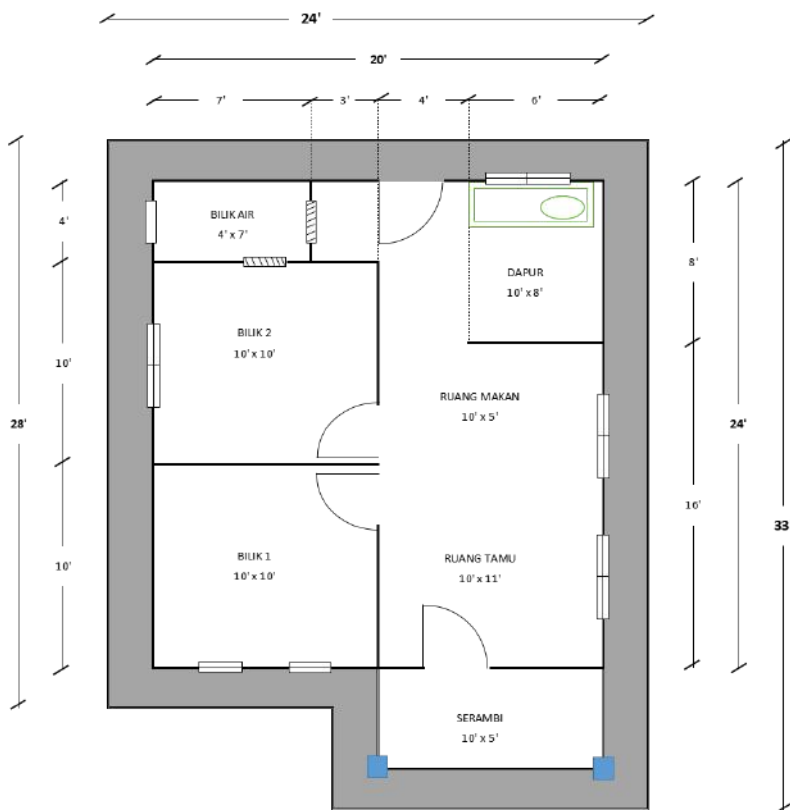 24'
20'
7'
3'
4'
6'
4'
10'
28'
10'
8'
24'
16'
33
BILIK AIR
4' x 7'
DAPUR
10' x 8'
BILIK 2
10' x 10'
RUANG MAKAN
10' x 5'
BILIK 1
10' x 10'
RUANG TAMU
10' x 11'
SERAMBI
10' x 5'